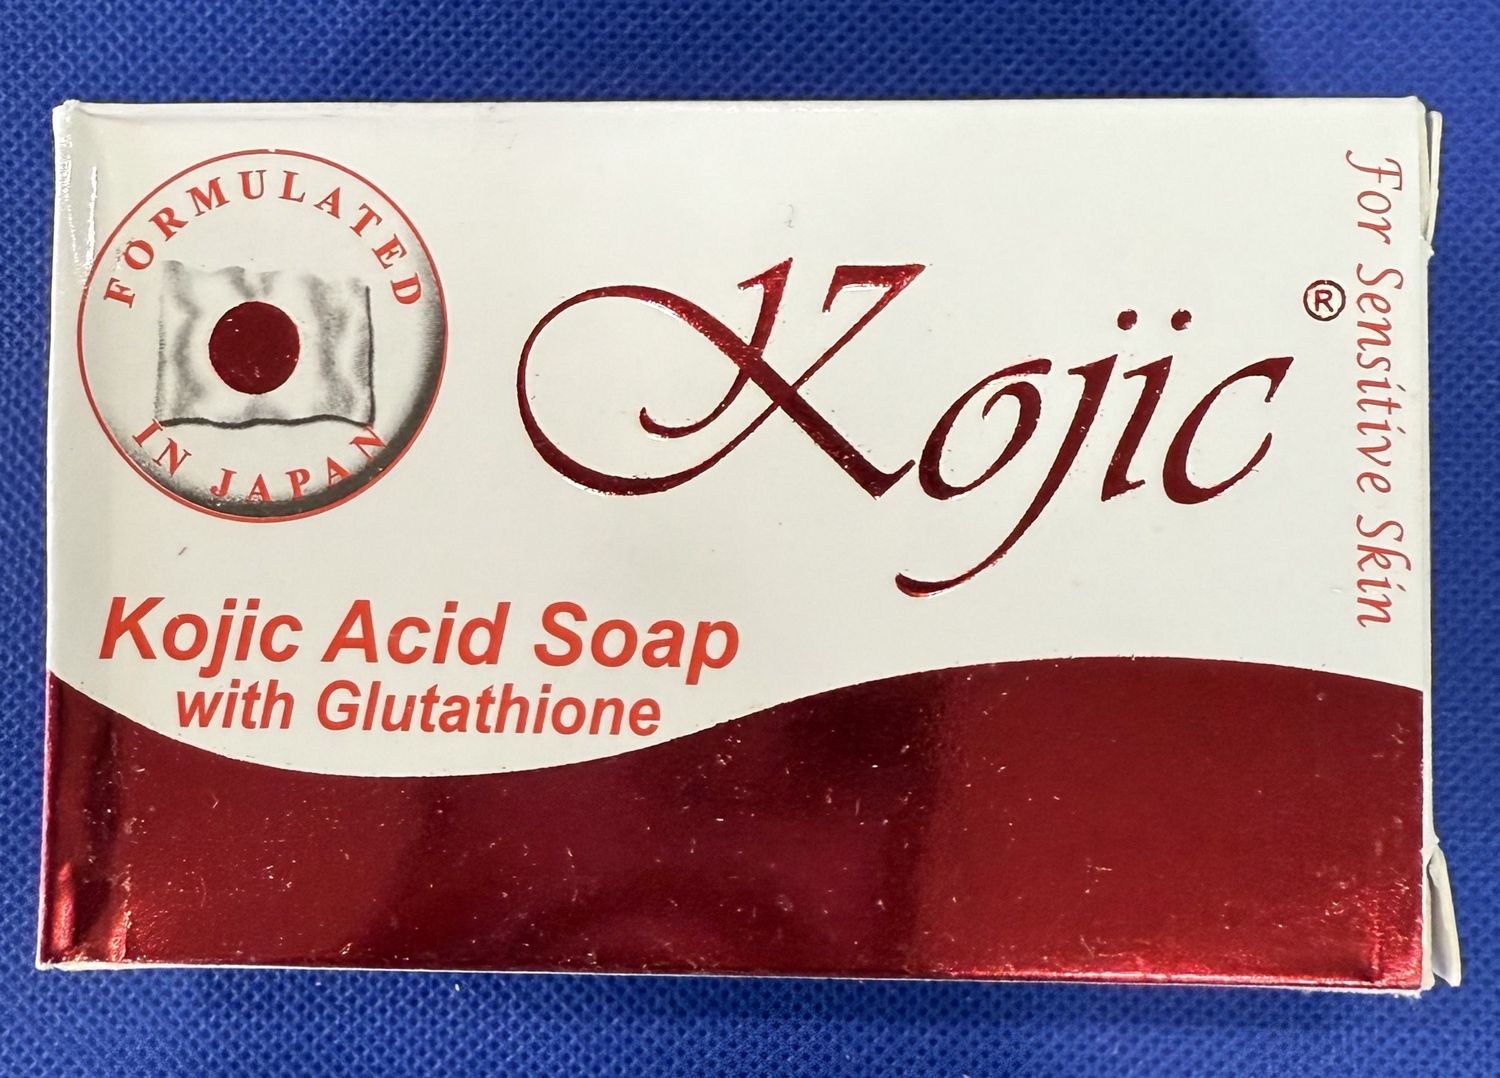 FORMULATED
IN JAPAN
Kojic
®
For Sensitive Skin
Kojic Acid Soap
with Glutathione